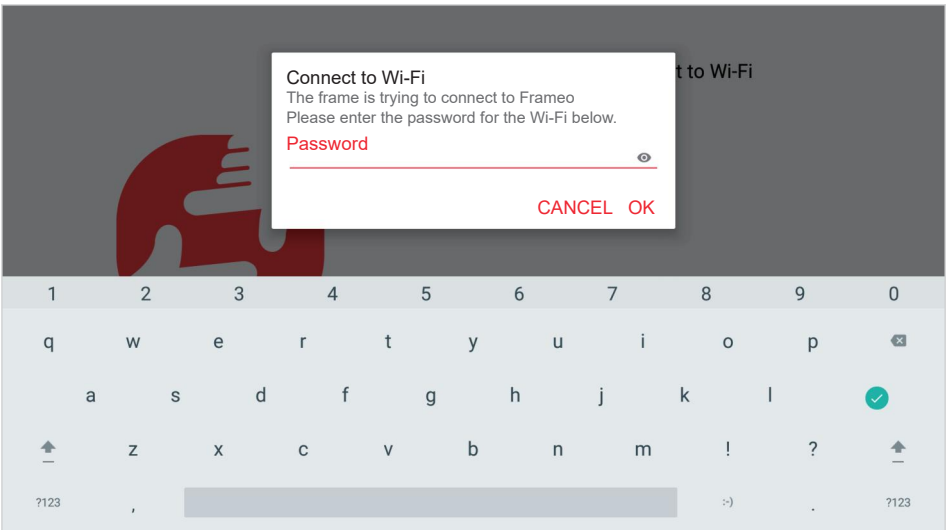 t to Wi-Fi
Connect to Wi-Fi
The frame is trying to connect to Frameo
Please enter the password for the Wi-Fi below.
Password
CANCEL OK
1 2 3 4 5 6 7 8 9 0
q w e r t y u i o p
a s d f g h j k l
z x c v b n m ! ?
?123 , :-) . ?123